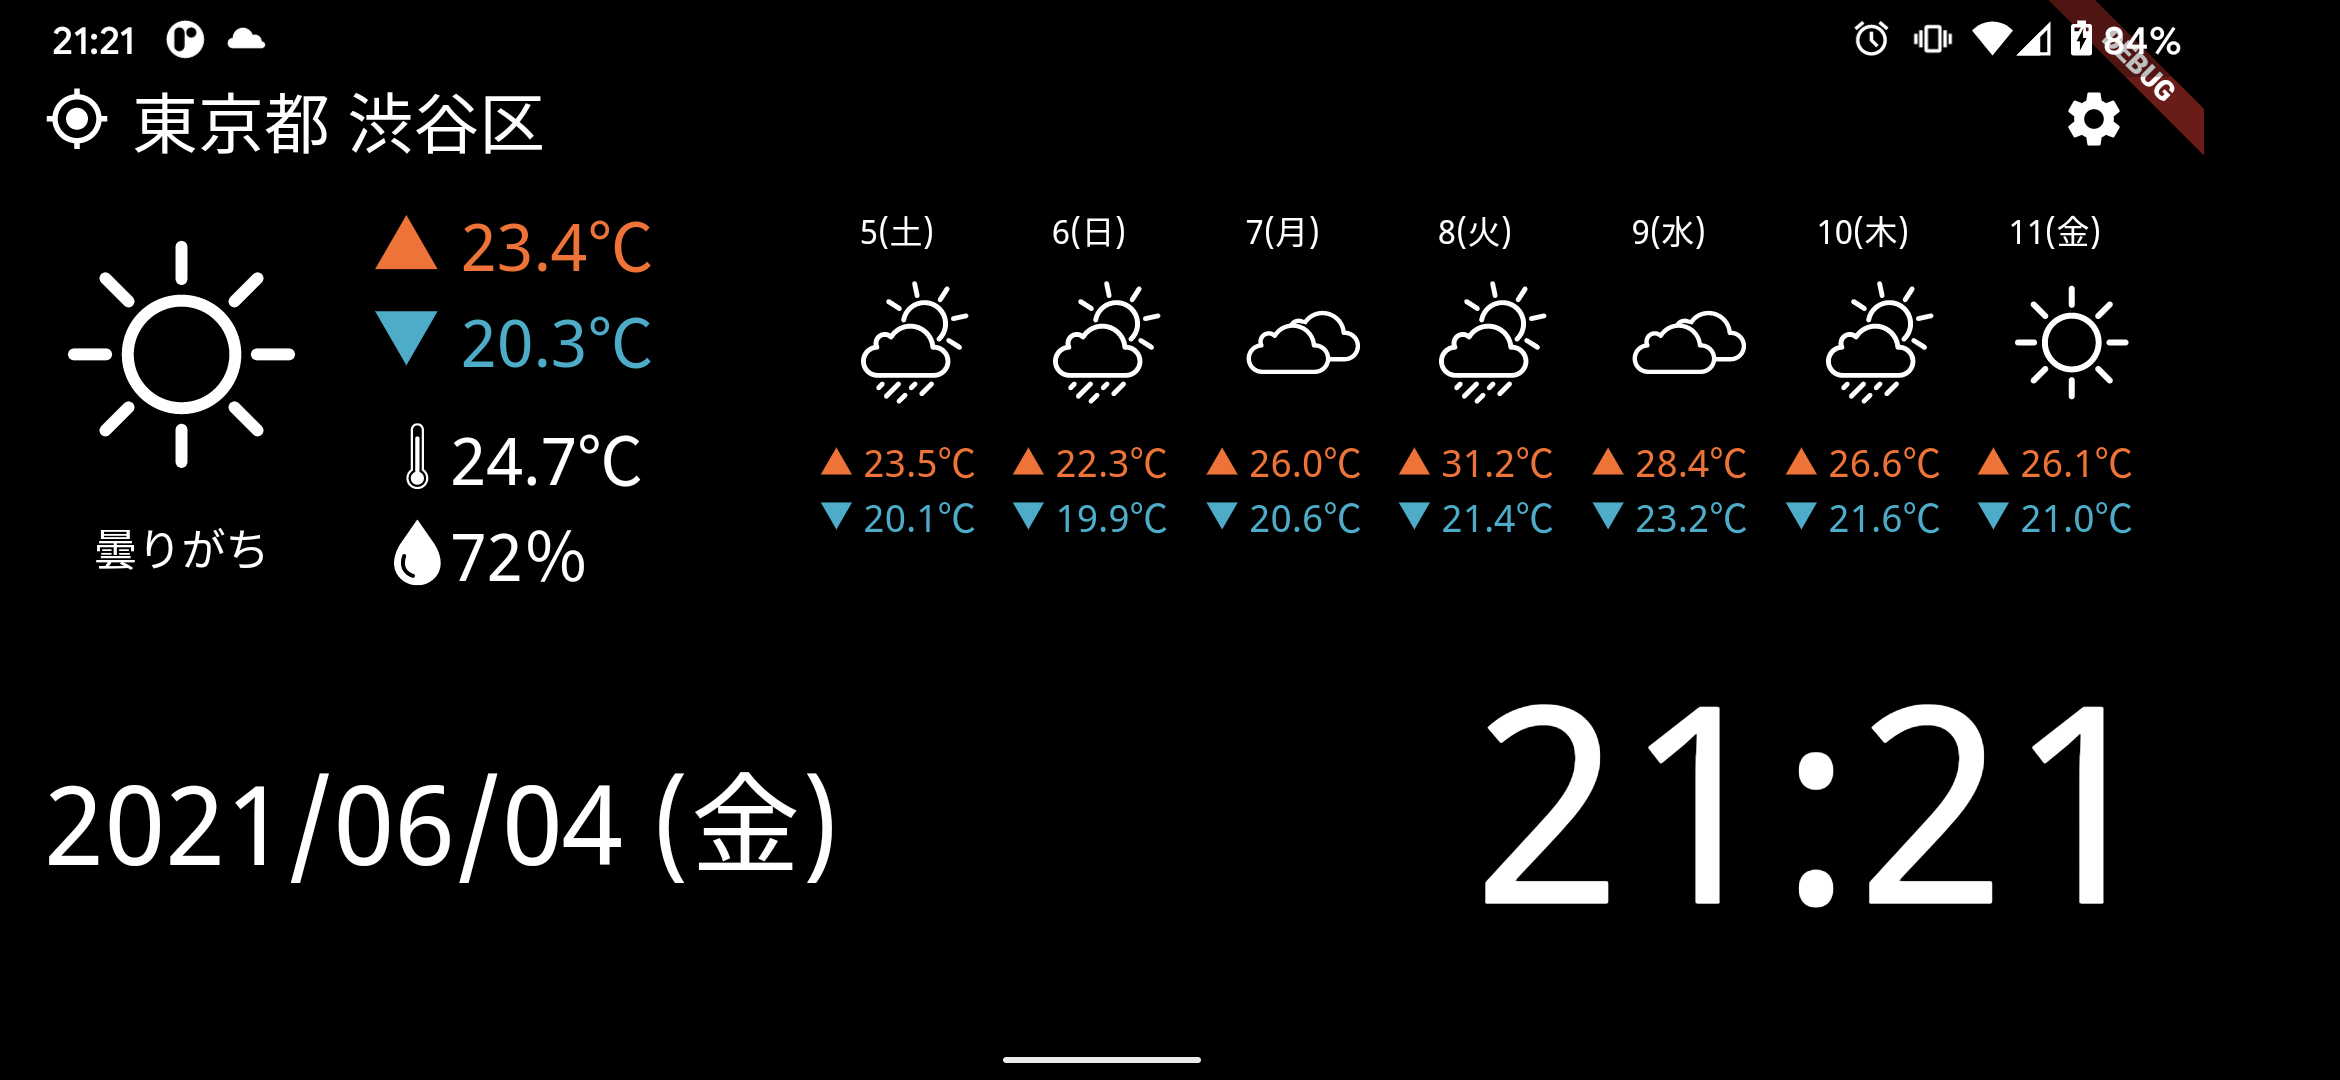 21:21 84%
DEBUG
東京都 渋谷区
23.4℃
20.3℃
24.7℃
72%
曇りがち
5(土) 6(日) 7(月) 8(火) 9(水) 10(木) 11(金)
23.5℃ 22.3℃ 26.0℃ 31.2℃ 28.4℃ 26.6℃ 26.1℃
20.1℃ 19.9℃ 20.6℃ 21.4℃ 23.2℃ 21.6℃ 21.0℃
2021/06/04 (金)
21:21